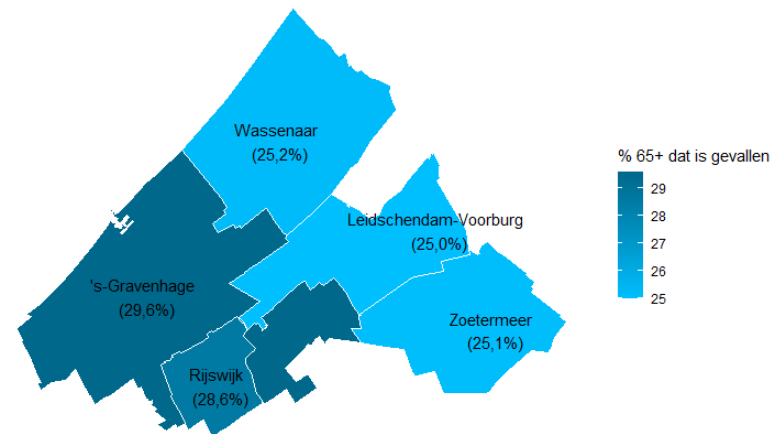 Wassenaar
(25,2%)
Leidschendam-Voorburg
(25,0%)
's-Gravenhage
(29,6%)
Zoetermeer
(25,1%)
Rijswijk
(28,6%)
% 65+ dat is gevallen
29
28
27
26
25